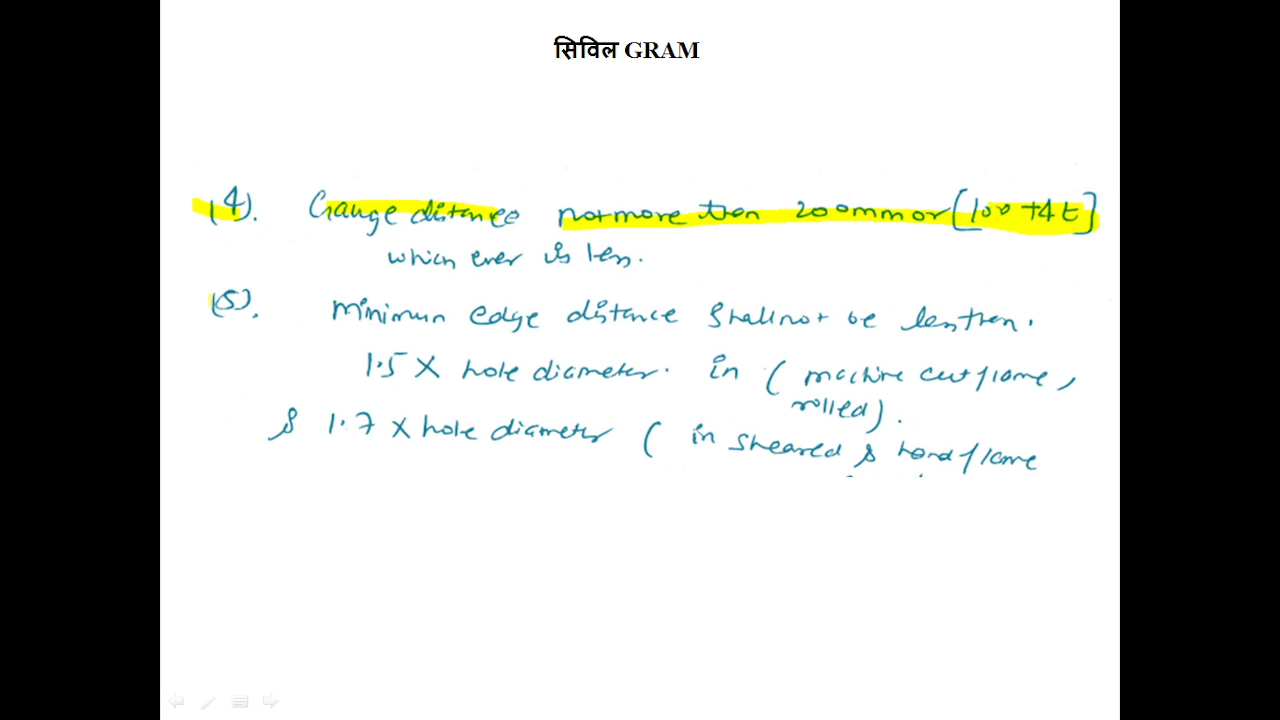 सिविल GRAM
(4). Gauge distance not more than 200mm or [100+4t]
which ever is less.
(5). Minimum edge distance shall not be less then.
1.5 X hole diameter. in ( machine cut flame,
rolled).
& 1.7 X hole diameter ( in sheared & hand flame